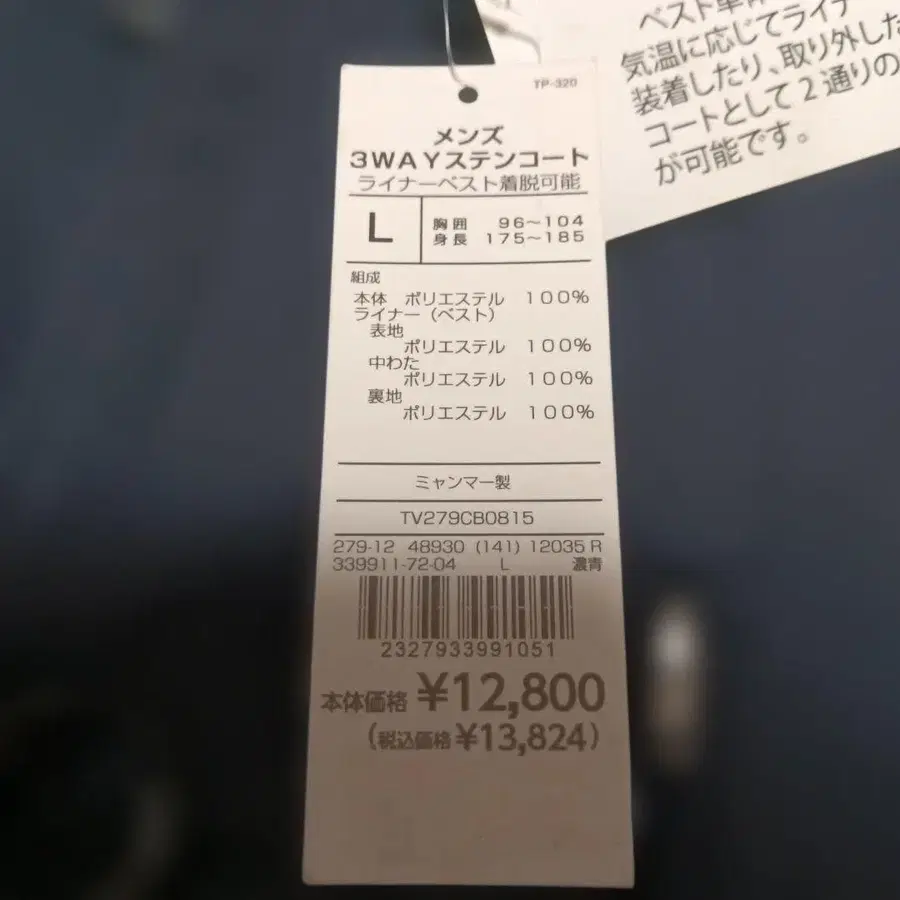 TP-320
メンズ
3WAYステンコート
ライナーベスト着脱可能
L
胸囲 96～104
身長 175～185
組成
本体 ポリエステル 100%
ライナー（ベスト）
表地
ポリエステル 100%
中わた
ポリエステル 100%
裏地
ポリエステル 100%
ミャンマー製
TV279CB0815
279-12 48930 (141) 12035 R
339911-72-04 L 濃青
2327933991051
本体価格 ¥12,800
（税込価格 ¥13,824）
ベスト単体
気温に応じてライナ
装着したり、取り外した
コートとして2通りの
が可能です。